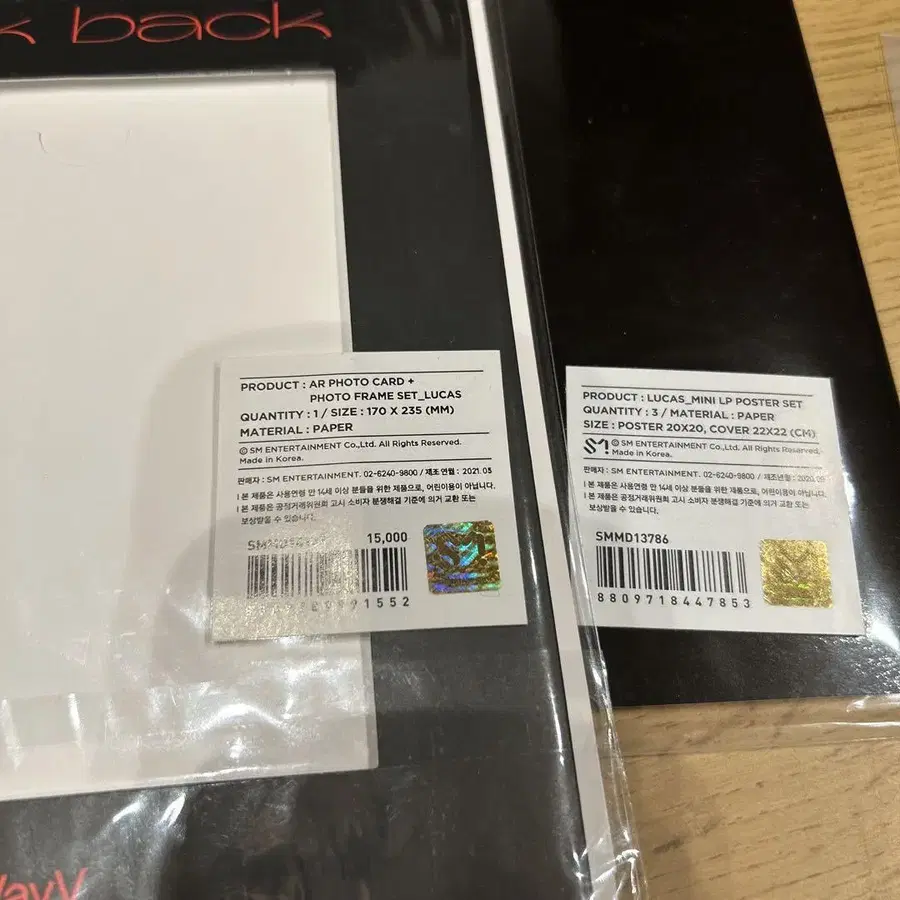 back
PRODUCT : AR PHOTO CARD +
PHOTO FRAME SET_LUCAS
QUANTITY : 1 / SIZE : 170 X 235 (MM)
MATERIAL : PAPER
© SM ENTERTAINMENT Co.,Ltd. All Rights Reserved.
Made in Korea.
판매자 : SM ENTERTAINMENT. 02-6240-9800 / 제조 연월 : 2021. 03
I 본 제품은 사용연령 만 14세 이상 분들을 위한 제품으로, 어린이용이 아닙니다.
I 본 제품은 공정거래위원회 고시 소비자 분쟁해결 기준에 의거 교환 또는
보상받을 수 있습니다.
15,000
PRODUCT : LUCAS_MINI LP POSTER SET
QUANTITY : 3 / MATERIAL : PAPER
SIZE : POSTER 20X20, COVER 22X22 (CM)
SM © SM ENTERTAINMENT Co.,Ltd. All Rights Reserved.
Made in Korea.
판매자 : SM ENTERTAINMENT. 02-6240-9800 / 제조년월 : 2020. 09
I 본 제품은 사용연령 만 14세 이상 분들을 위한 제품으로, 어린이용이 아닙니다.
I 본 제품은 공정거래위원회 고시 소비자 분쟁해결 기준에 의거 교환 또는
보상받을 수 있습니다.
SMMD13786
8809718447853
WayV